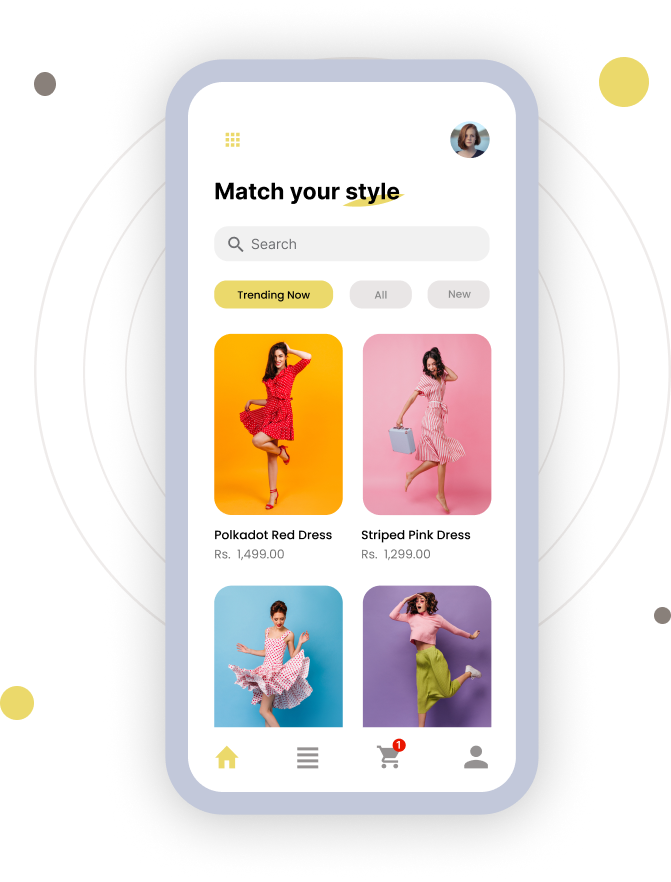 Match your style
Search
Trending Now
All
New
Polkadot Red Dress
Striped Pink Dress
Rs. 1,499.00
Rs. 1,299.00
1